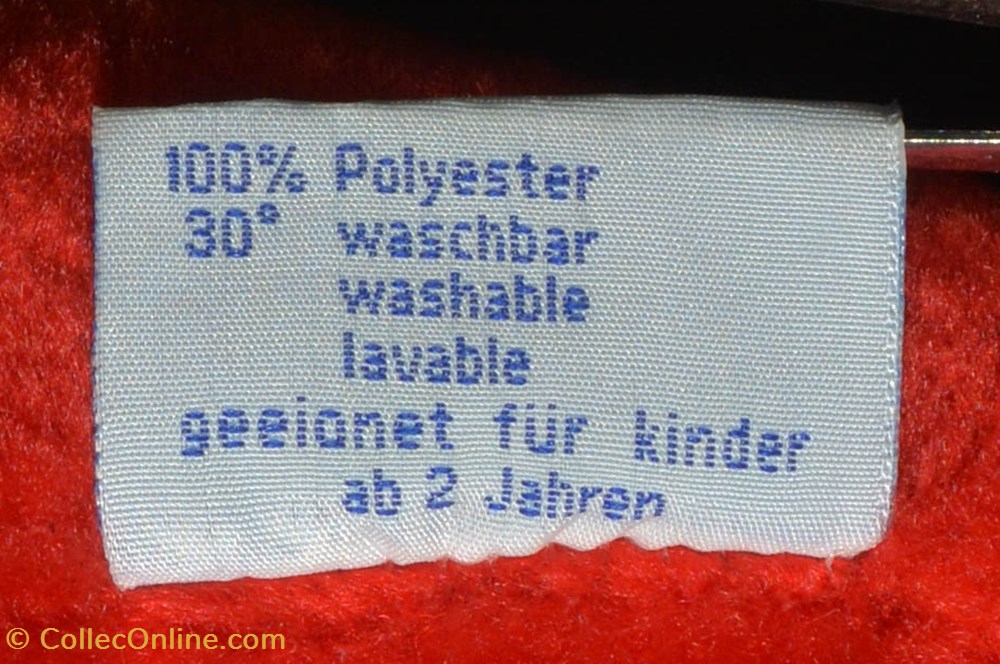 100% Polyester
30° waschbar
washable
lavable
geeignet für kinder
ab 2 Jahren
© CollecOnline.com